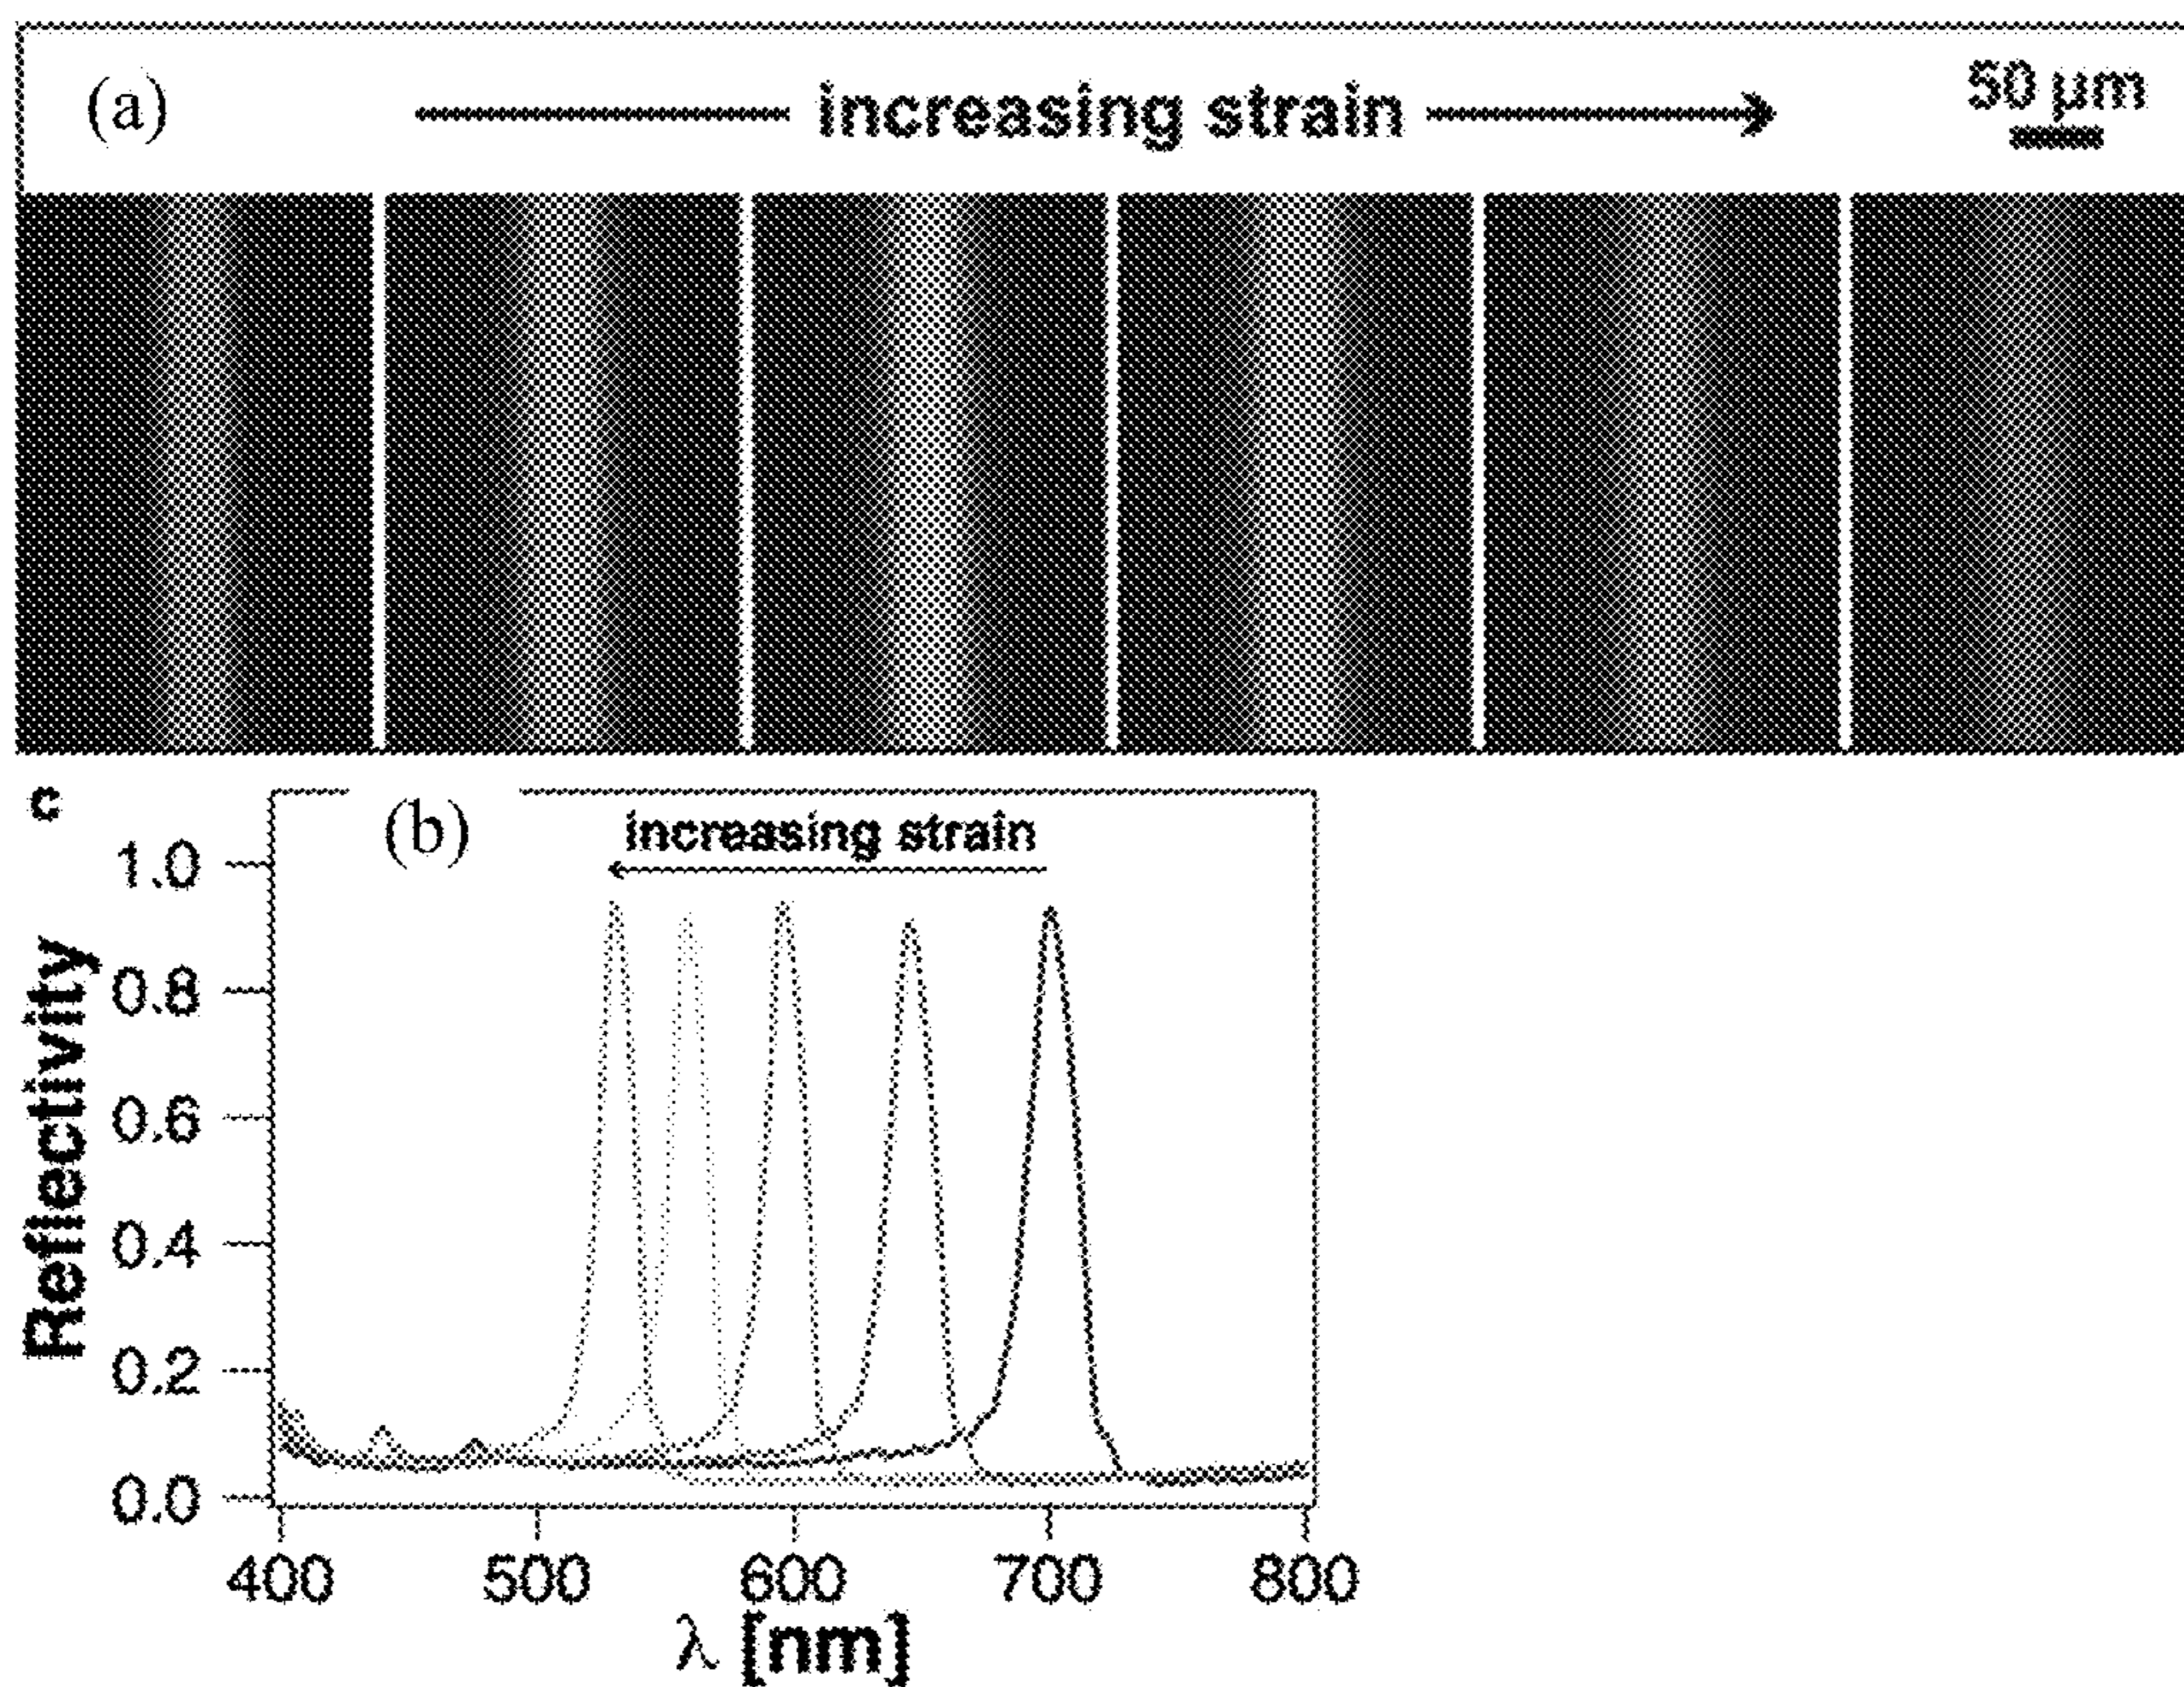 (a)
increasing strain
50 µm
c
(b)
increasing strain
Reflectivity
1.0
0.8
0.6
0.4
0.2
0.0
400 500 600 700 800
λ [nm]